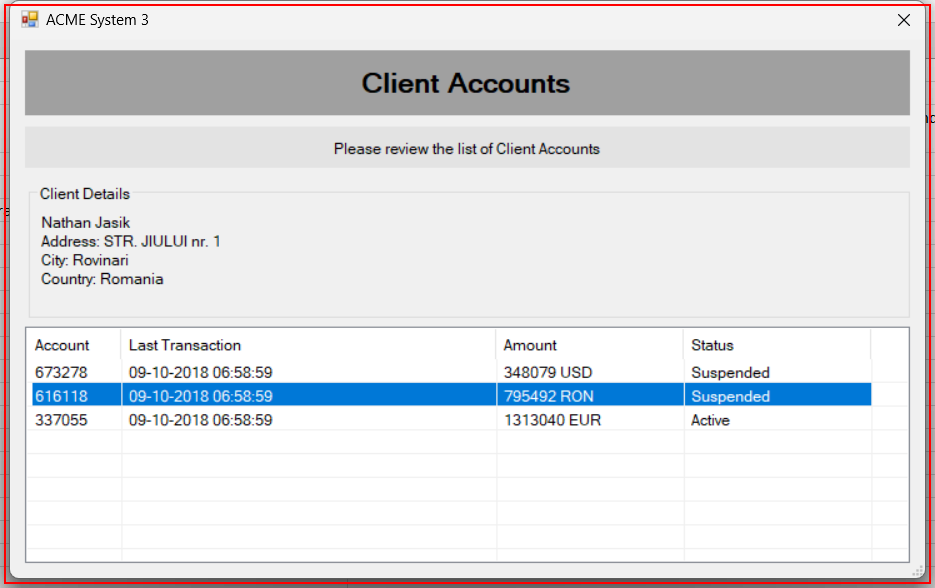 ACME System 3
Client Accounts
Please review the list of Client Accounts
Client Details
Nathan Jasik
Address: STR. JIULUI nr. 1
City: Rovinari
Country: Romania
Account Last Transaction Amount Status
673278 09-10-2018 06:58:59 348079 USD Suspended
616118 09-10-2018 06:58:59 795492 RON Suspended
337055 09-10-2018 06:58:59 1313040 EUR Active